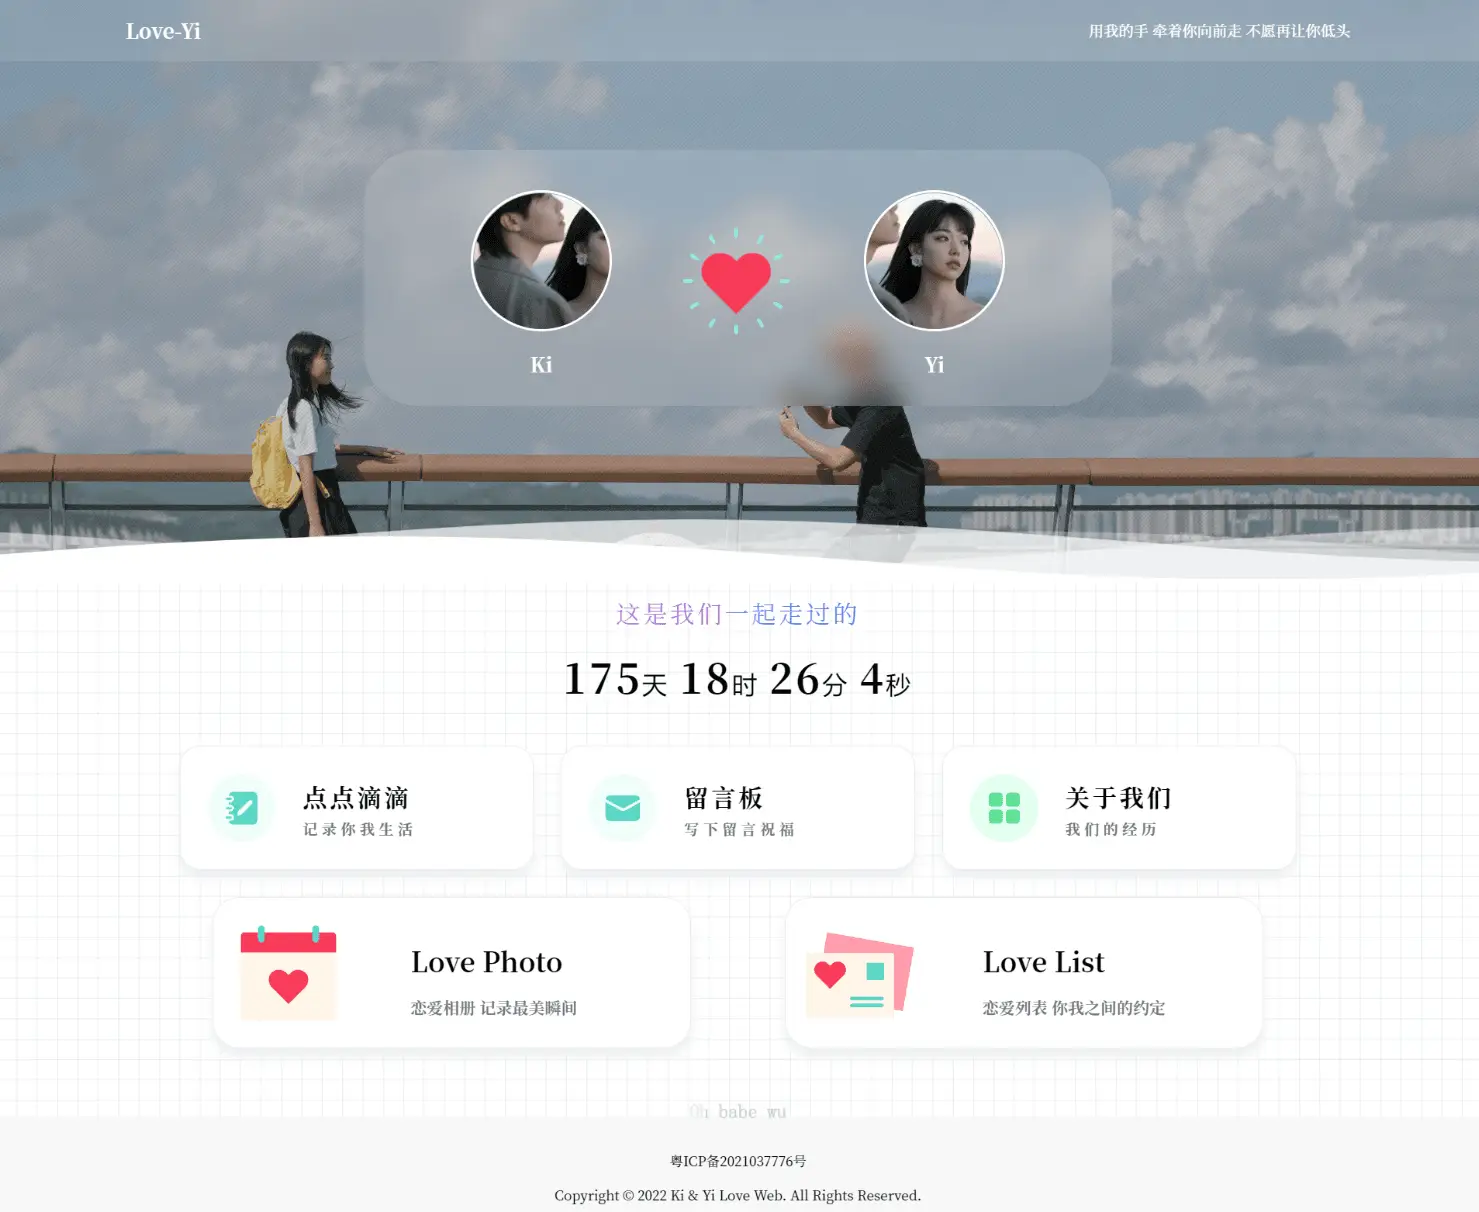 Love-Yi
用我的手 牵着你向前走 不愿再让你低头
Ki
Yi
这是我们一起走过的
175天 18时 26分 4秒
点点滴滴
记录你我生活
留言板
写下留言祝福
关于我们
我们的经历
Love Photo
恋爱相册 记录最美瞬间
Love List
恋爱列表 你我之间的约定
babe wu
粤ICP备2021037776号
Copyright © 2022 Ki & Yi Love Web. All Rights Reserved.